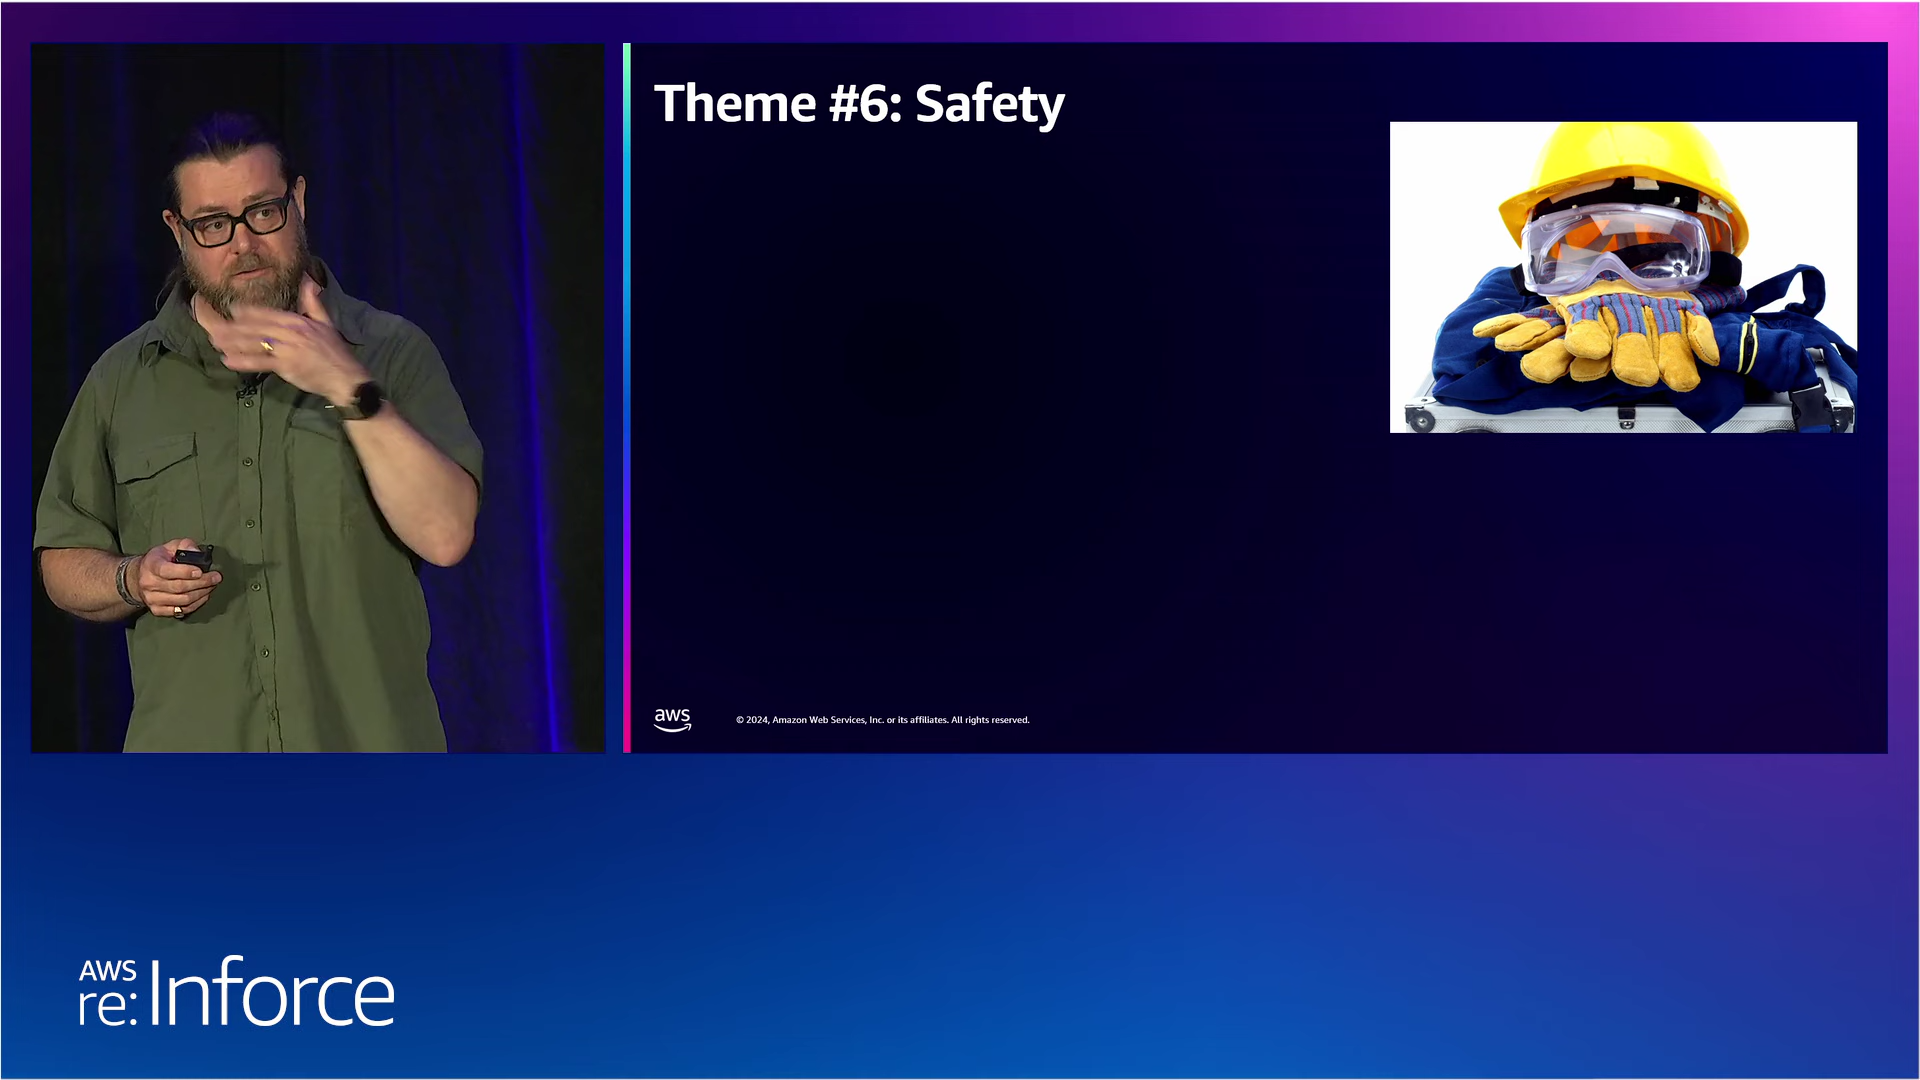 Theme #6: Safety
aws
© 2024, Amazon Web Services, Inc. or its affiliates. All rights reserved.
AWS
re:Inforce